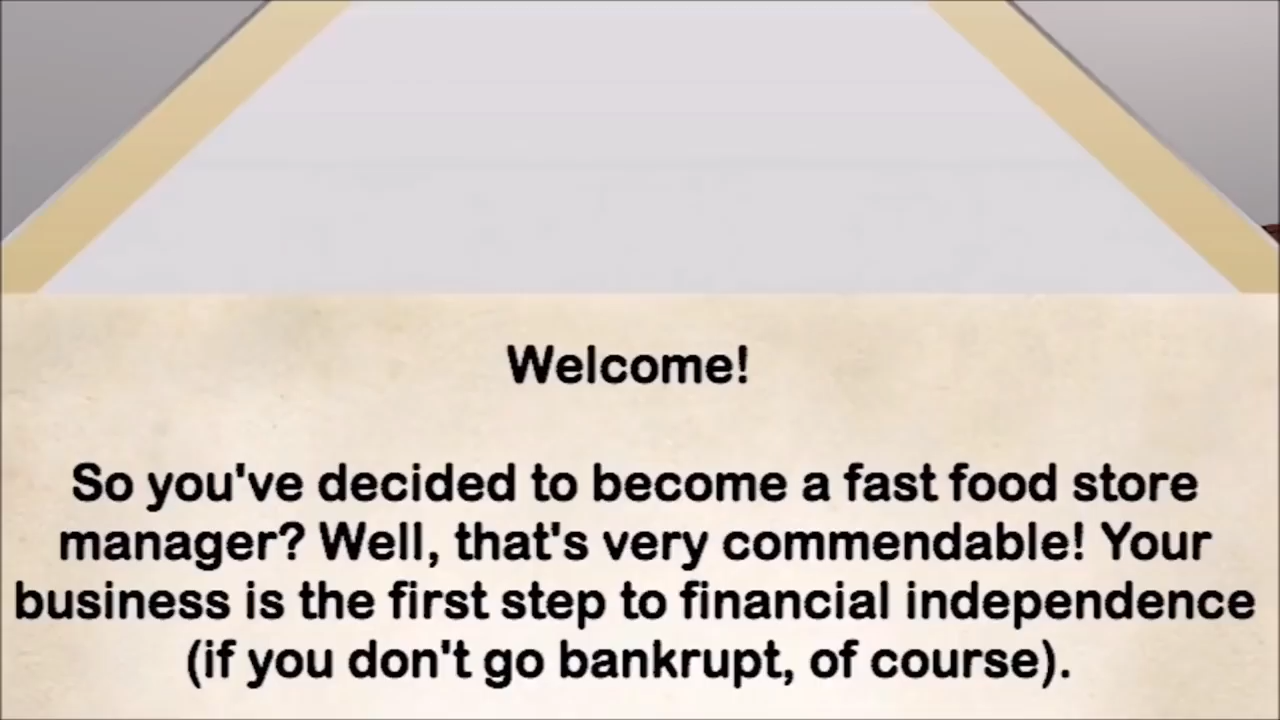 Welcome!
So you've decided to become a fast food store
manager? Well, that's very commendable! Your
business is the first step to financial independence
(if you don't go bankrupt, of course).